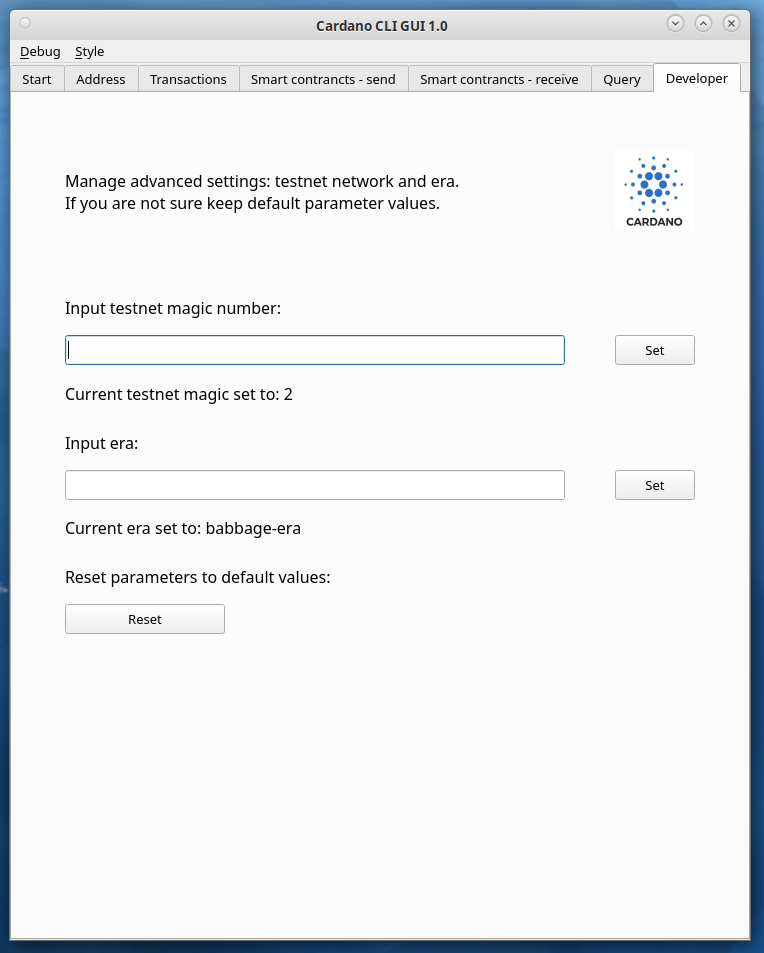 Cardano CLI GUI 1.0
Debug Style
Start Address Transactions Smart contrancts - send Smart contrancts - receive Query Developer
Manage advanced settings: testnet network and era.
If you are not sure keep default parameter values.
CARDANO
Input testnet magic number:
Set
Current testnet magic set to: 2
Input era:
Set
Current era set to: babbage-era
Reset parameters to default values:
Reset